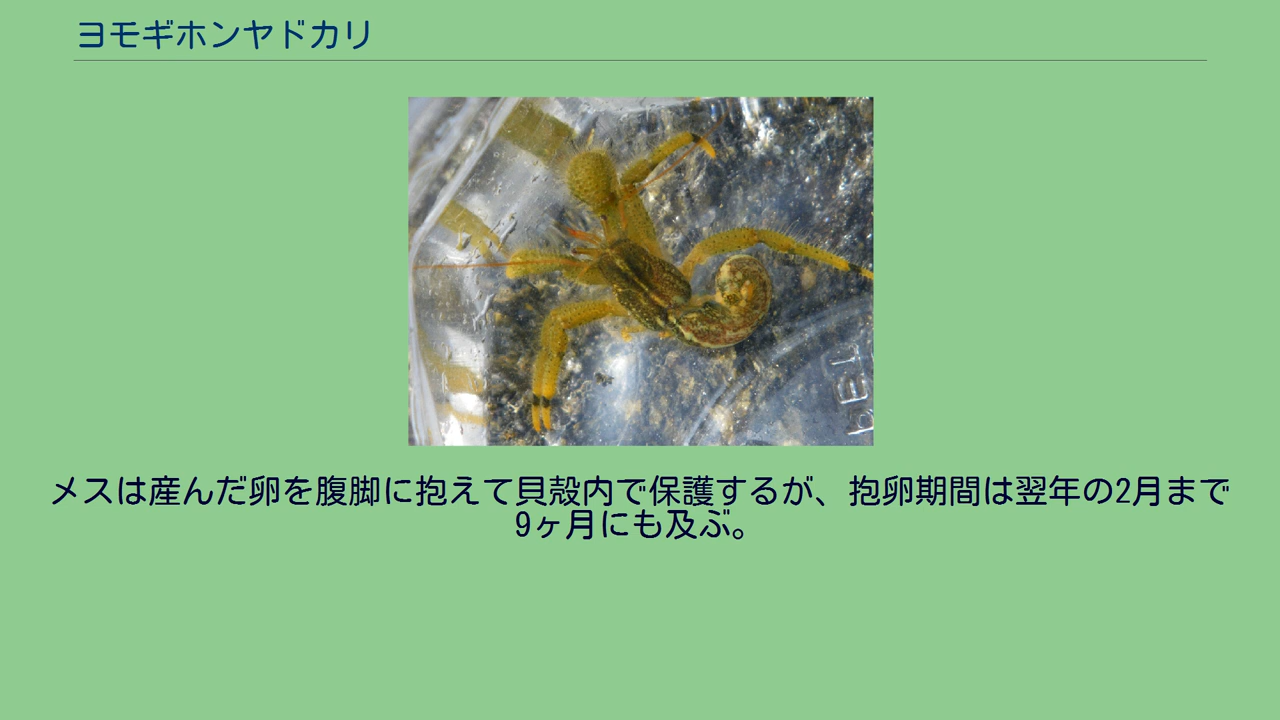 ヨモギホンヤドカリ
メスは産んだ卵を腹脚に抱えて貝殻内で保護するが、抱卵期間は翌年の2月まで
9ヶ月にも及ぶ。